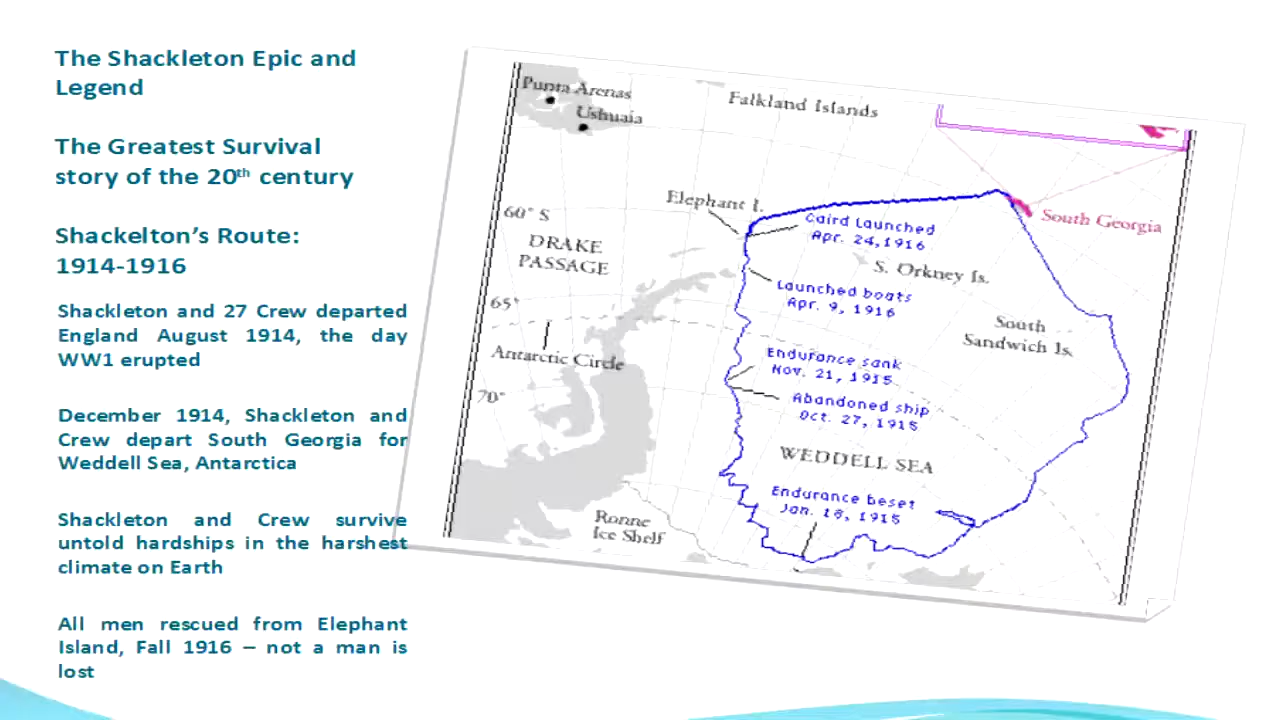 The Shackleton Epic and
Legend
The Greatest Survival
story of the 20th century
Shackelton's Route:
1914-1916
Shackleton and 27 Crew departed
England August 1914, the day
WW1 erupted
December 1914, Shackleton and
Crew depart South Georgia for
Weddell Sea, Antarctica
Shackleton and Crew survive
untold hardships in the harshest
climate on Earth
All men rescued from Elephant
Island, Fall 1916 – not a man is
lost
Punta Arenas
Ushuaia
Falkland Islands
Elephant I.
South Georgia
Caird Launched
Apr. 24, 1916
60° S
DRAKE
PASSAGE
S. Orkney Is.
Launched boats
Apr. 9, 1916
65°
South
Sandwich Is.
Antarctic Circle
Endurance sank
Nov. 21, 1915
70°
Abandoned ship
Oct. 27, 1915
WEDDELL SEA
Endurance beset
Jan. 18, 1915
Ronne
Ice Shelf